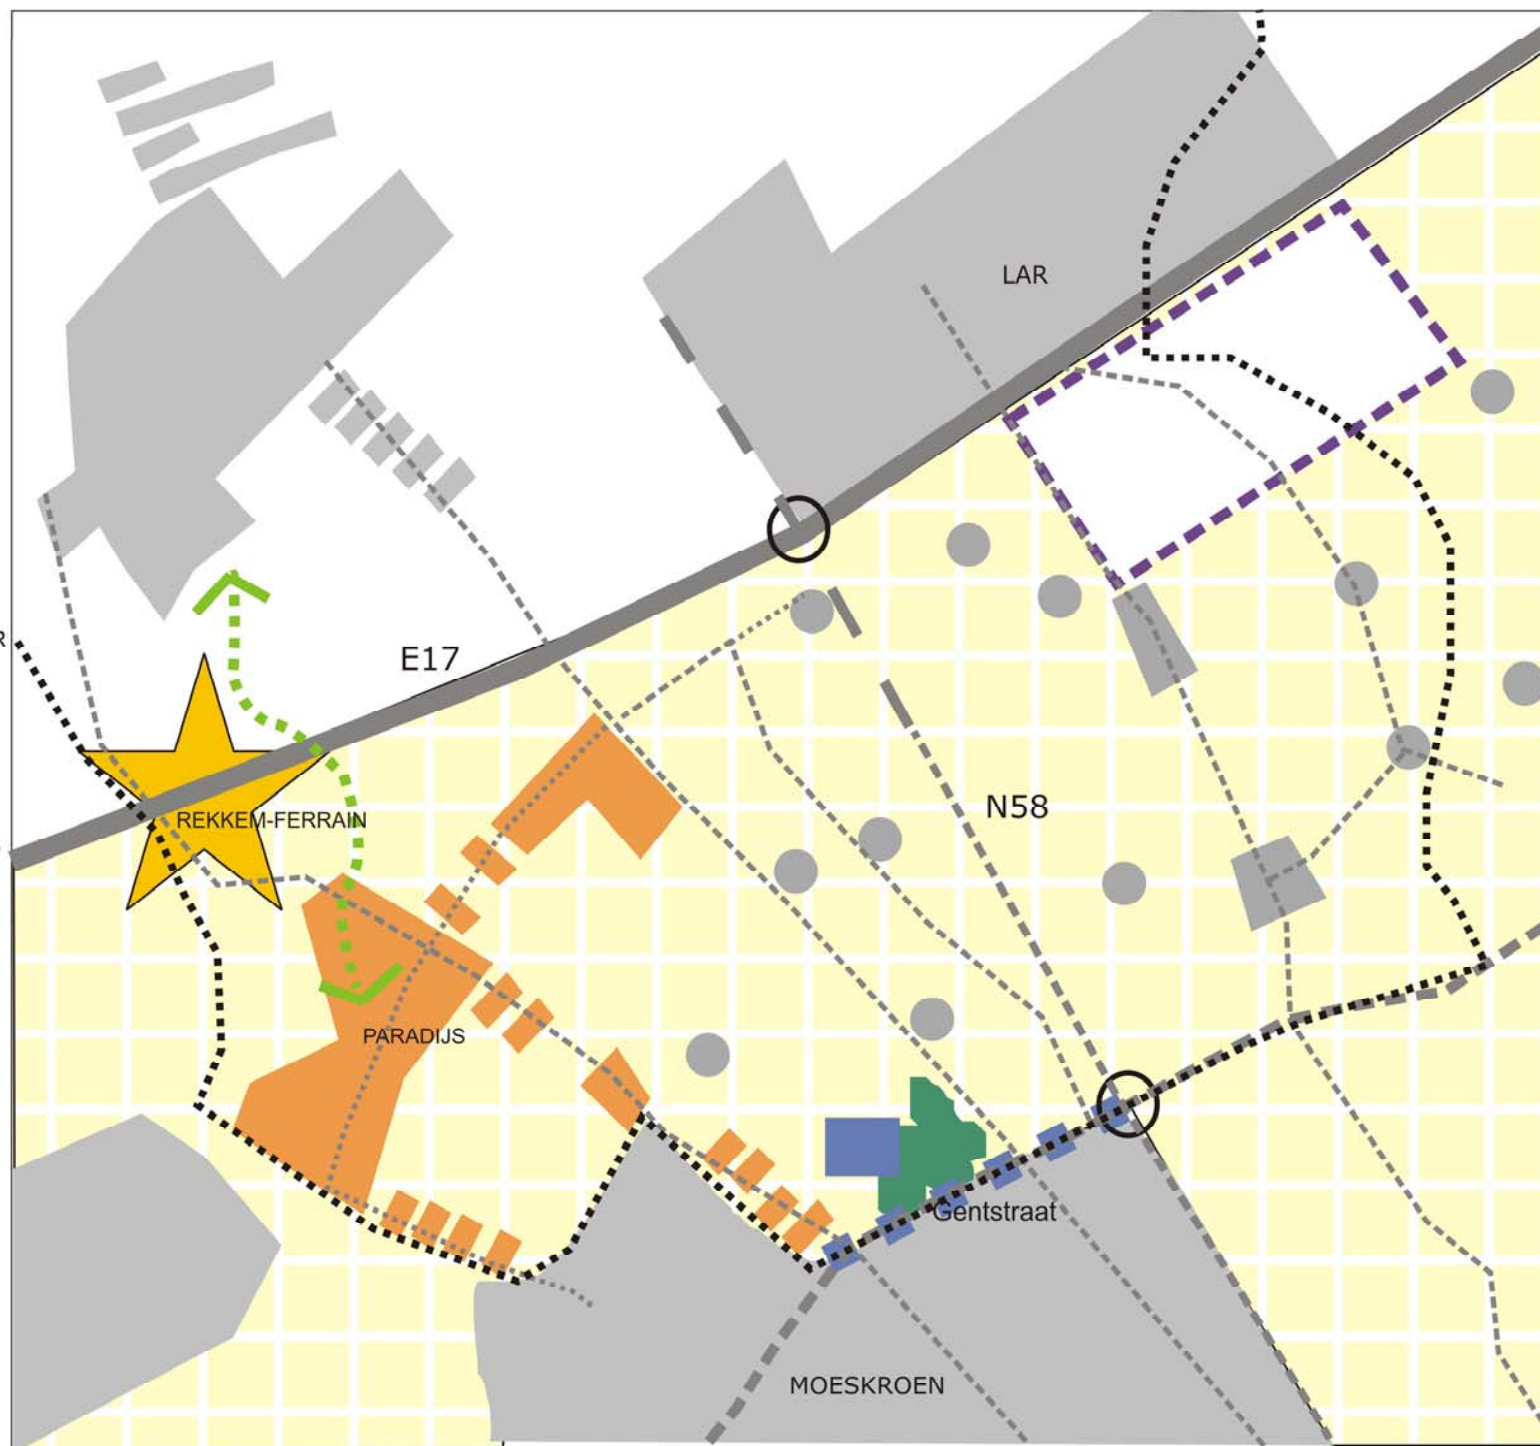 LAR
R
E17
N58
REKKEM-FERRAIN
PARADIJS
Gentstraat
MOESKROEN